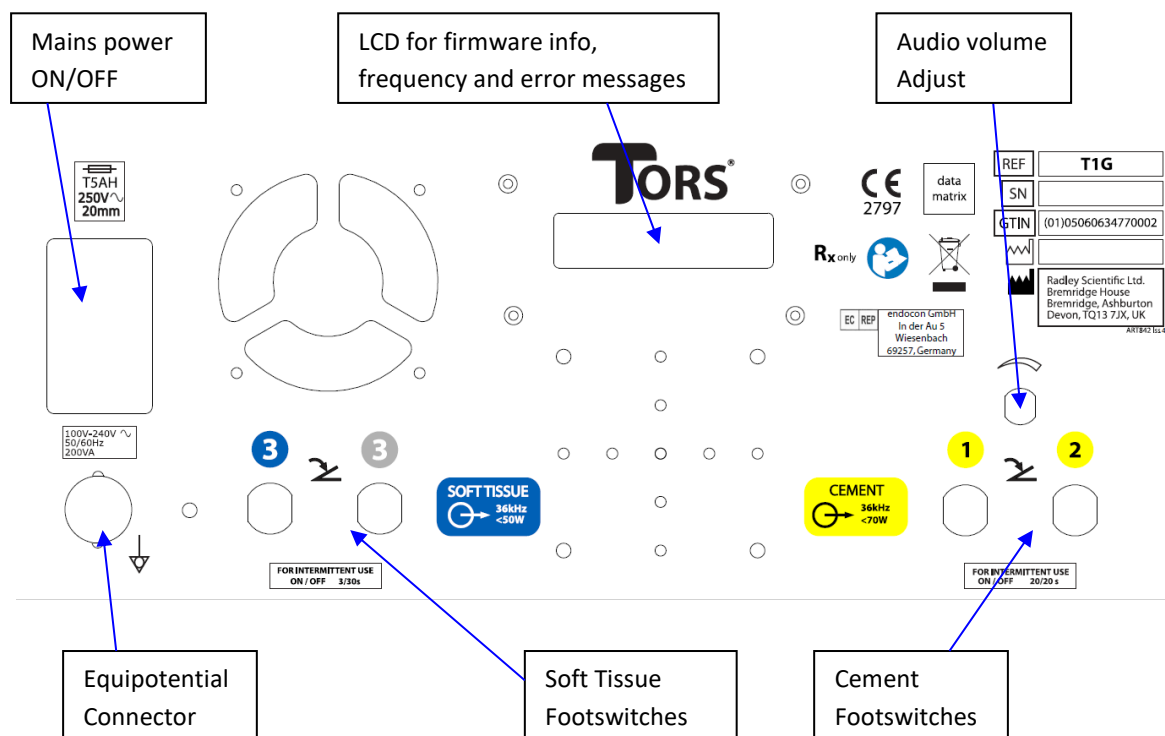 Mains power
ON/OFF
LCD for firmware info,
frequency and error messages
Audio volume
Adjust
T5AH
250V
20mm
TORS®
CE
2797
data
matrix
REF
T1G
SN
GTIN
(01)05060634770002
Rx only
Radley Scientific Ltd.
Bremridge House
Bremridge, Ashburton
Devon, TQ13 7JX, UK
ART842 Iss4
EC REP
endocon GmbH
In der Au 5
Wiesenbach
69257, Germany
100V-240V
50/60Hz
200VA
3
3
SOFT TISSUE
36kHz
<50W
CEMENT
36kHz
<70W
1
2
FOR INTERMITTENT USE
ON / OFF 3/30s
FOR INTERMITTENT USE
ON / OFF 20/20 s
Equipotential
Connector
Soft Tissue
Footswitches
Cement
Footswitches